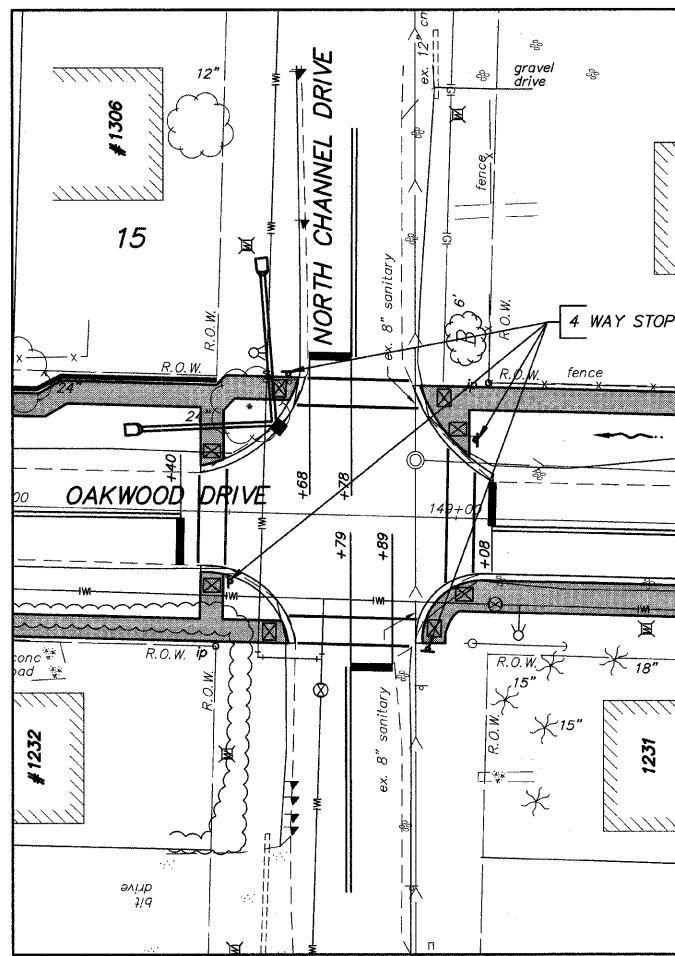 12"
NORTH CHANNEL DRIVE
ex. 12" cm
gravel
drive
#1306
15
fence
R.O.W.
R.O.W.
ex. 8" sanitary
6'
R.O.W.
4 WAY STOP
R.O.W.
fence
24"
24"
+40
+68
+78
OAKWOOD DRIVE
00
149+00
+79
+89
+08
conc
pad
R.O.W.
ip
R.O.W.
#1232
ex. 8" sanitary
R.O.W.
R.O.W.
15"
18"
15"
1231
bit
drive